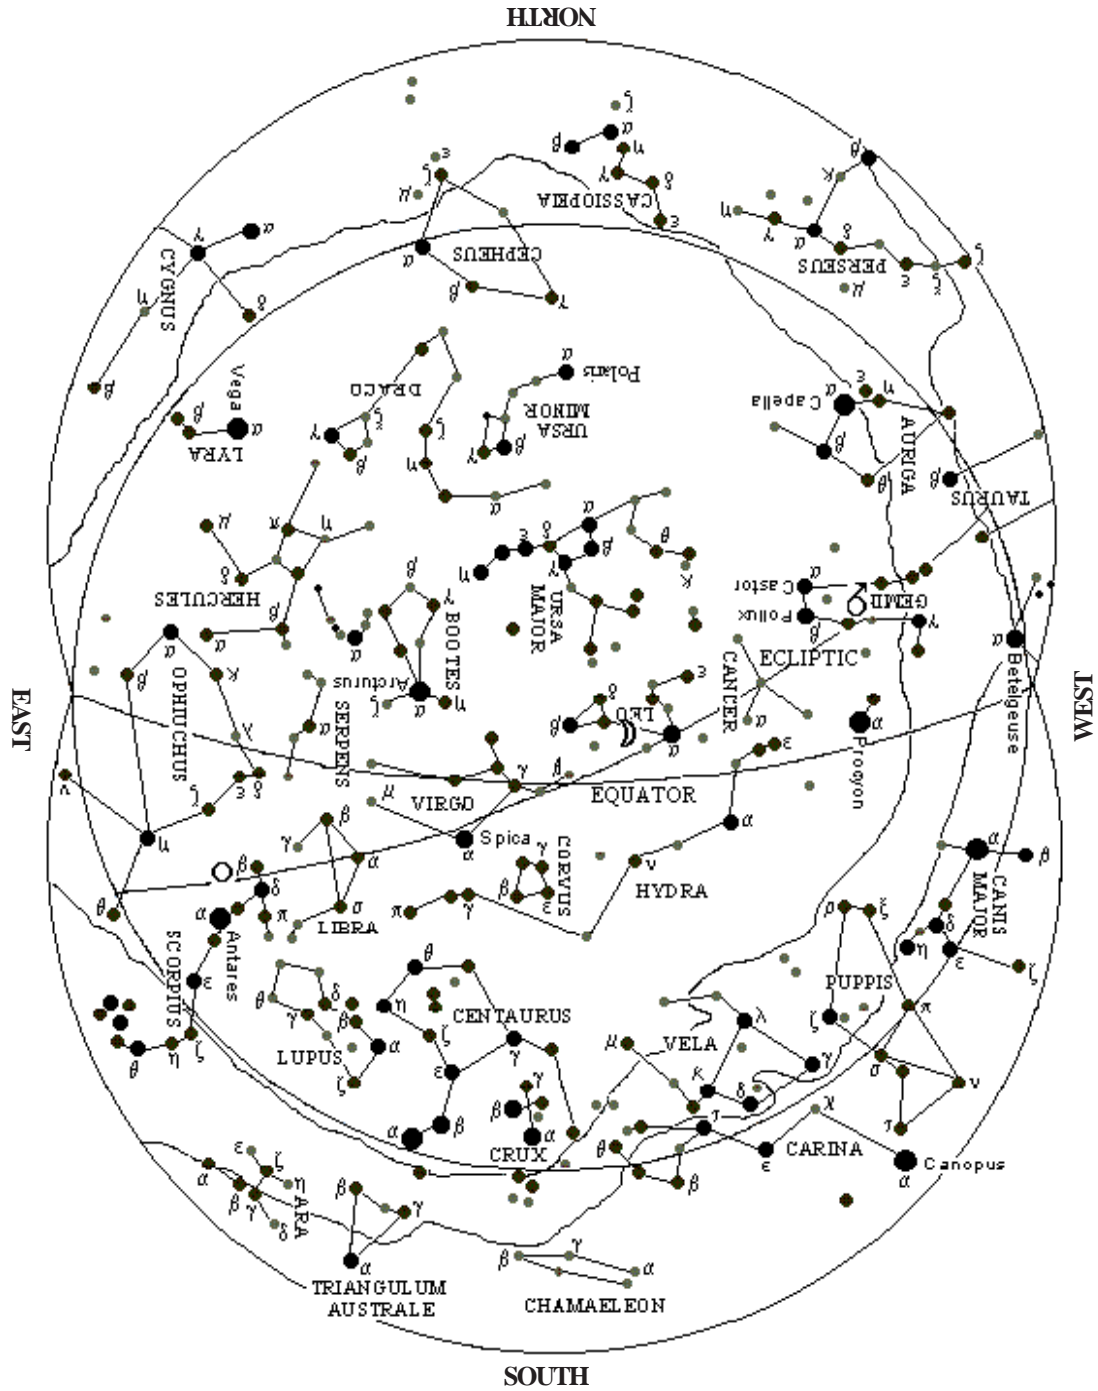 NORTH
ζ
β α
η
γ
δ
CASSIOPEIA
ε
β
κ
η
γ
α
δ
PERSEUS
ε
ξ
ζ
μ
ε
ζ
μ
α
CEPHEUS
β
γ
α
γ
CYGNUS
η
δ
β
Vega
α
β
LYRA
DRACO
ξ
γ
β
ζ
η
α
α
Polaris
URSA
MINOR
β
γ
α
Capella
ε
η
AURIGA
β
θ
β
TAURUS
μ
π
η
δ
HERCULES
β
α
α
δ
ε
β
γ
η
URSA
MAJOR
θ
κ
β
γ
BOOTES
α
Arcturus
α
η
ζ
Castor
α
Pollux
β
GEMII
γ
ECLIPTIC
α
Betelgeuse
α
β
κ
OPHIUCHUS
λ
SERPENS
α
ε
δ
ζ
ν
η
θ
β
δ
LEO
ε
α
CANCER
α
Progyon
α
ε
EAST
WEST
β
γ
VIRGO
EQUATOR
μ
Spica
α
β
γ
α
σ
LIBRA
CORVUS
γ
β
ε
α
ν
HYDRA
π
γ
α
β
CANIS
MAJOR
δ
η
ε
ζ
β
δ
α
π
Antares
SCORPIUS
ε
θ
η
ζ
θ
δ
γ
β
α
LUPUS
ζ
θ
η
CENTAURUS
ζ
γ
ε
β
α
γ
β
α
CRUX
ρ
ζ
PUPPIS
π
ζ
σ
ν
τ
λ
μ
VELA
κ
δ
γ
χ
ι
θ
β
ε
CARINA
Canopus
α
ε
ζ
α
η
β
γ
ARA
δ
β
γ
α
TRIANGULUM
AUSTRALE
γ
β
α
CHAMAELEON
SOUTH